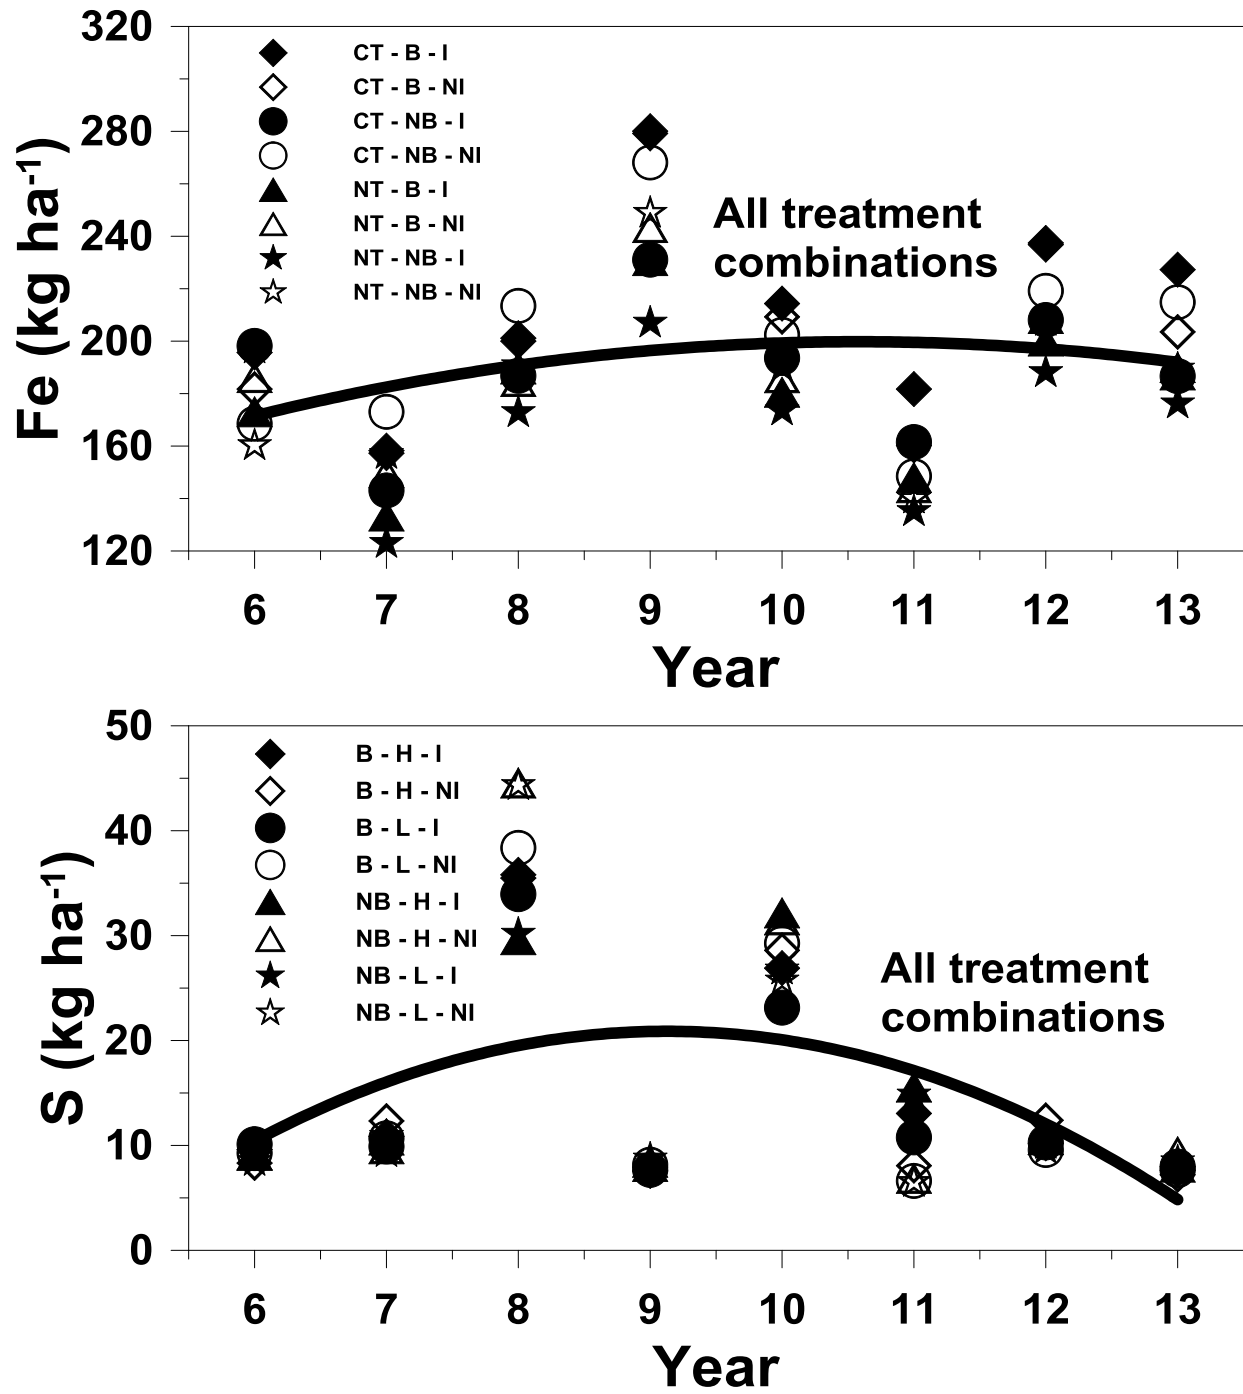 320
280
240
200
160
120
Fe (kg ha-1)
CT - B - I
CT - B - NI
CT - NB - I
CT - NB - NI
NT - B - I
NT - B - NI
NT - NB - I
NT - NB - NI
All treatment
combinations
6 7 8 9 10 11 12 13
Year
50
40
30
20
10
0
S (kg ha-1)
B - H - I
B - H - NI
B - L - I
B - L - NI
NB - H - I
NB - H - NI
NB - L - I
NB - L - NI
All treatment
combinations
6 7 8 9 10 11 12 13
Year